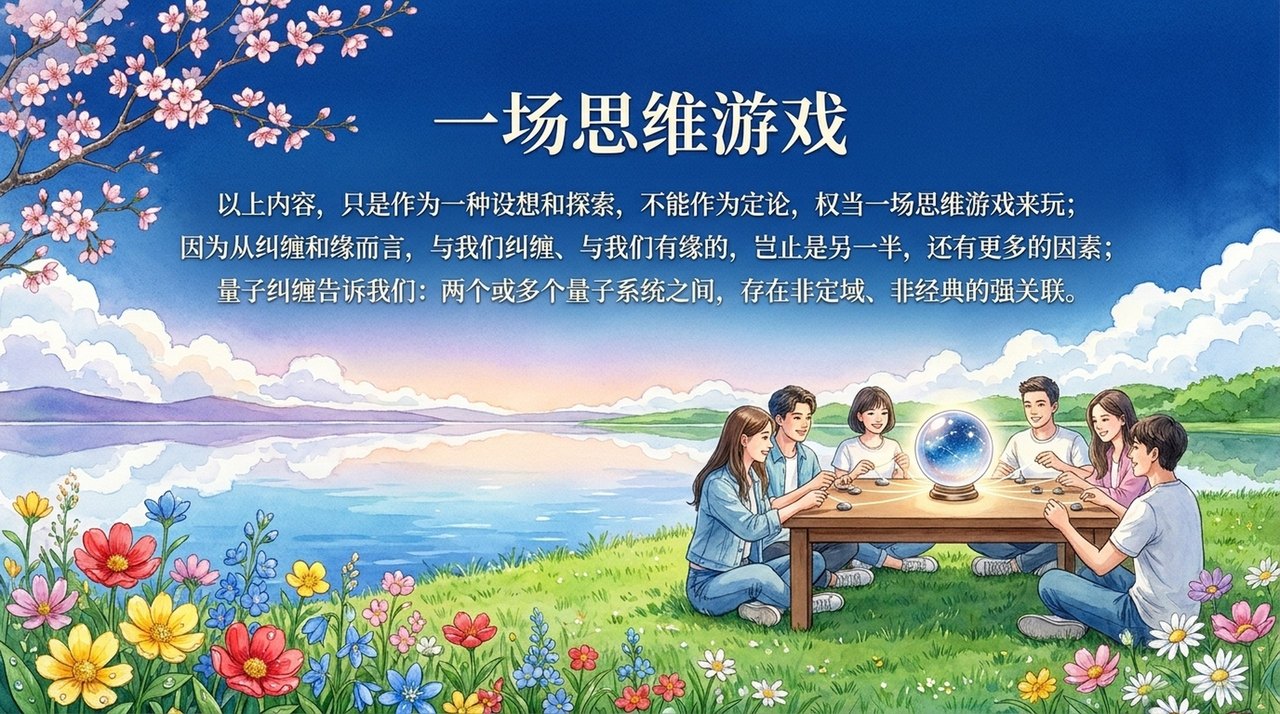 一场思维游戏
以上内容，只是作为一种设想和探索，不能作为定论，权当一场思维游戏来玩；
因为从纠缠和缘而言，与我们纠缠、与我们有缘的，岂止是另一半，还有更多的因素；
量子纠缠告诉我们：两个或多个量子系统之间，存在非定域、非经典的强关联。